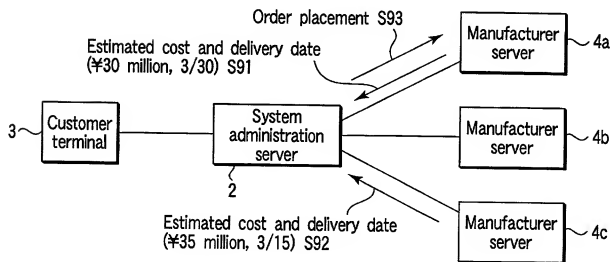 Order placement S93
Estimated cost and delivery date
(¥30 million, 3/30) S91
Manufacturer
server
4a
3
Customer
terminal
System
administration
server
2
Manufacturer
server
4b
Estimated cost and delivery date
(¥35 million, 3/15) S92
Manufacturer
server
4c